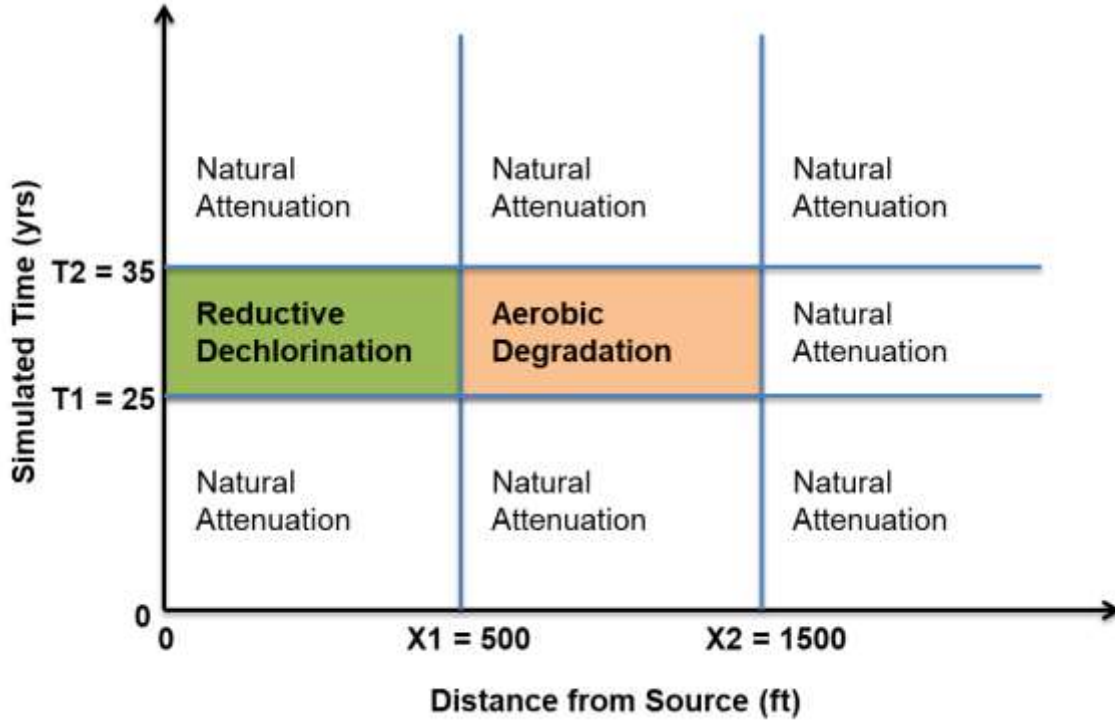 Simulated Time (yrs)
Natural
Attenuation
Natural
Attenuation
Natural
Attenuation
T2 = 35
Reductive
Dechlorination
Aerobic
Degradation
Natural
Attenuation
T1 = 25
Natural
Attenuation
Natural
Attenuation
Natural
Attenuation
0
0
X1 = 500
X2 = 1500
Distance from Source (ft)